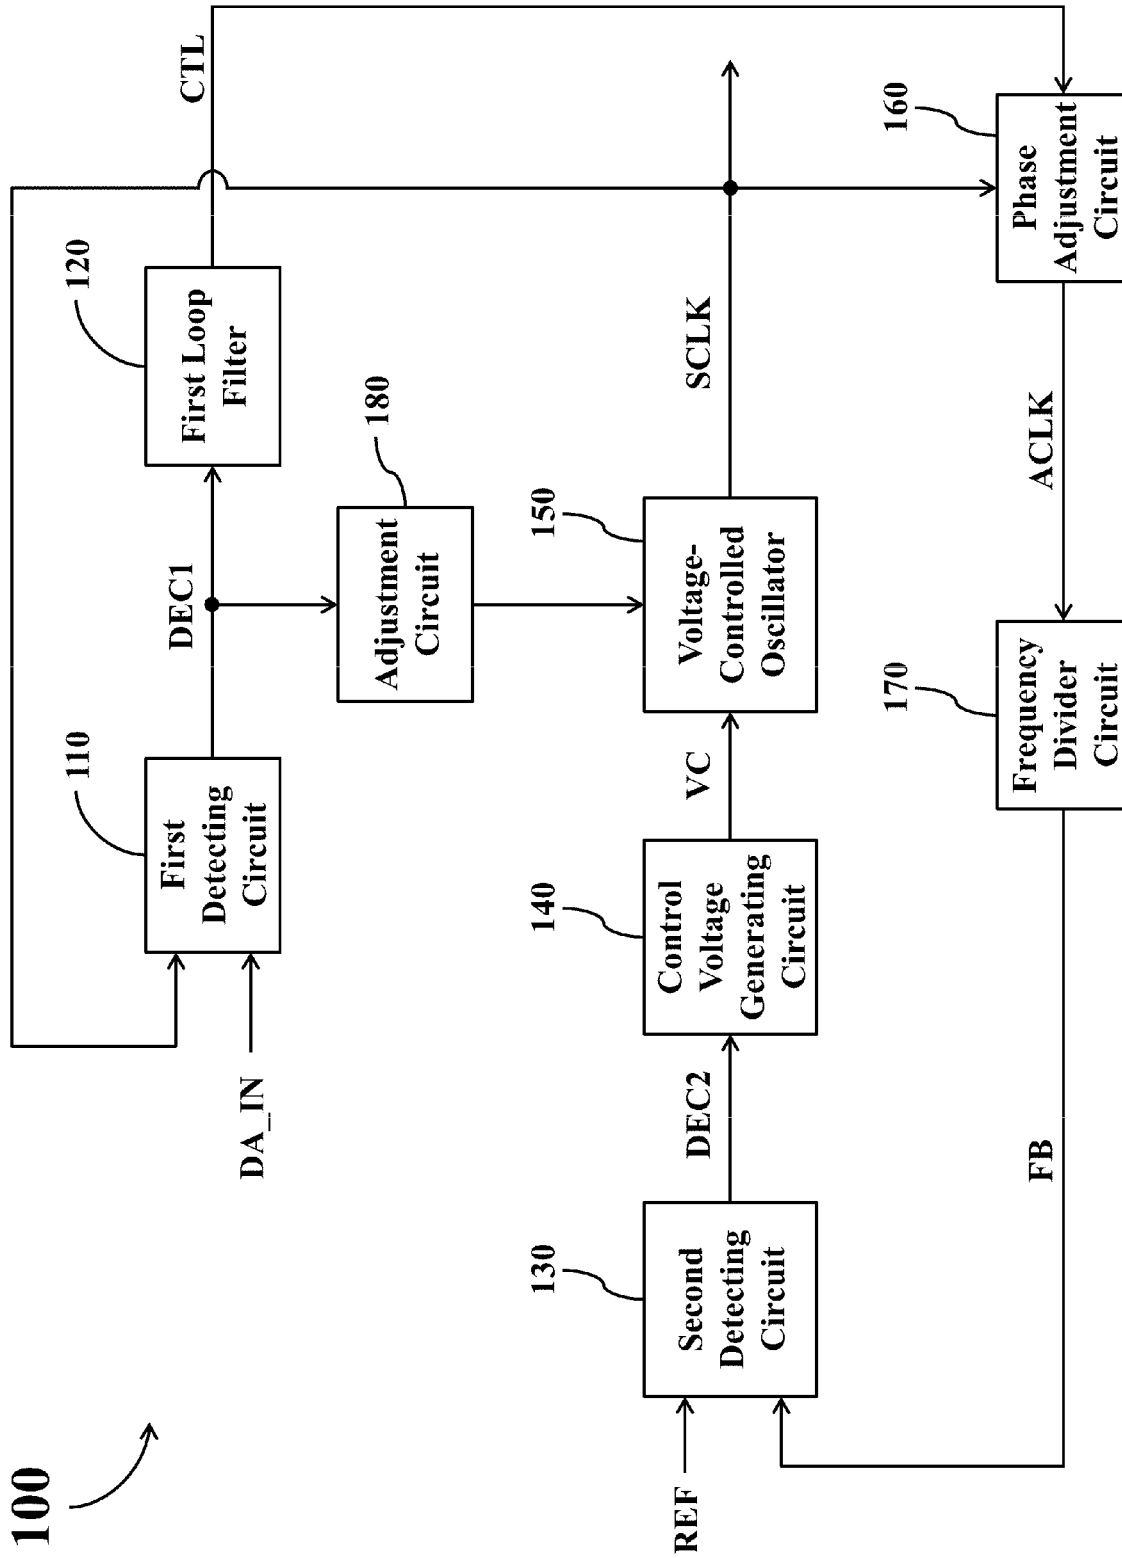 100
110
First
Detecting
Circuit
DA_IN
DEC1
120
First Loop
Filter
CTL
180
Adjustment
Circuit
REF
130
Second
Detecting
Circuit
DEC2
140
Control
Voltage
Generating
Circuit
VC
150
Voltage-
Controlled
Oscillator
SCLK
160
Phase
Adjustment
Circuit
ACLK
170
Frequency
Divider
Circuit
FB